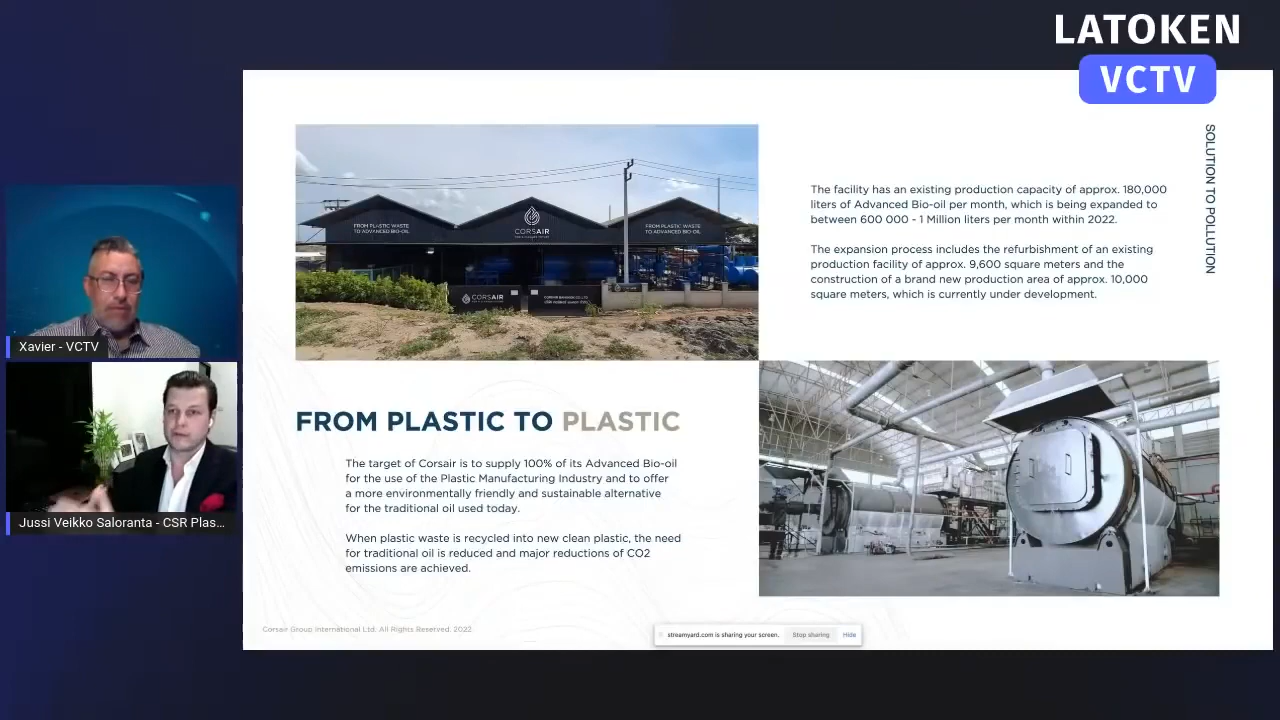 LATOKEN
VCTV
SOLUTION TO POLLUTION
FROM PLASTIC WASTE
TO ADVANCED BIO-OIL
CORSAIR
FROM PLASTIC WASTE
TO ADVANCED BIO-OIL
CORSAIR
The facility has an existing production capacity of approx. 180,000
liters of Advanced Bio-oil per month, which is being expanded to
between 600 000 - 1 Million liters per month within 2022.
The expansion process includes the refurbishment of an existing
production facility of approx. 9,600 square meters and the
construction of a brand new production area of approx. 10,000
square meters, which is currently under development.
Xavier - VCTV
Jussi Veikko Saloranta - CSR Plas...
FROM PLASTIC TO PLASTIC
The target of Corsair is to supply 100% of its Advanced Bio-oil
for the use of the Plastic Manufacturing Industry and to offer
a more environmentally friendly and sustainable alternative
for the traditional oil used today.
When plastic waste is recycled into new clean plastic, the need
for traditional oil is reduced and major reductions of CO2
emissions are achieved.
Corsair Group International Ltd. All Rights Reserved. 2022
streamyard.com is sharing your screen.
Stop sharing
Hide